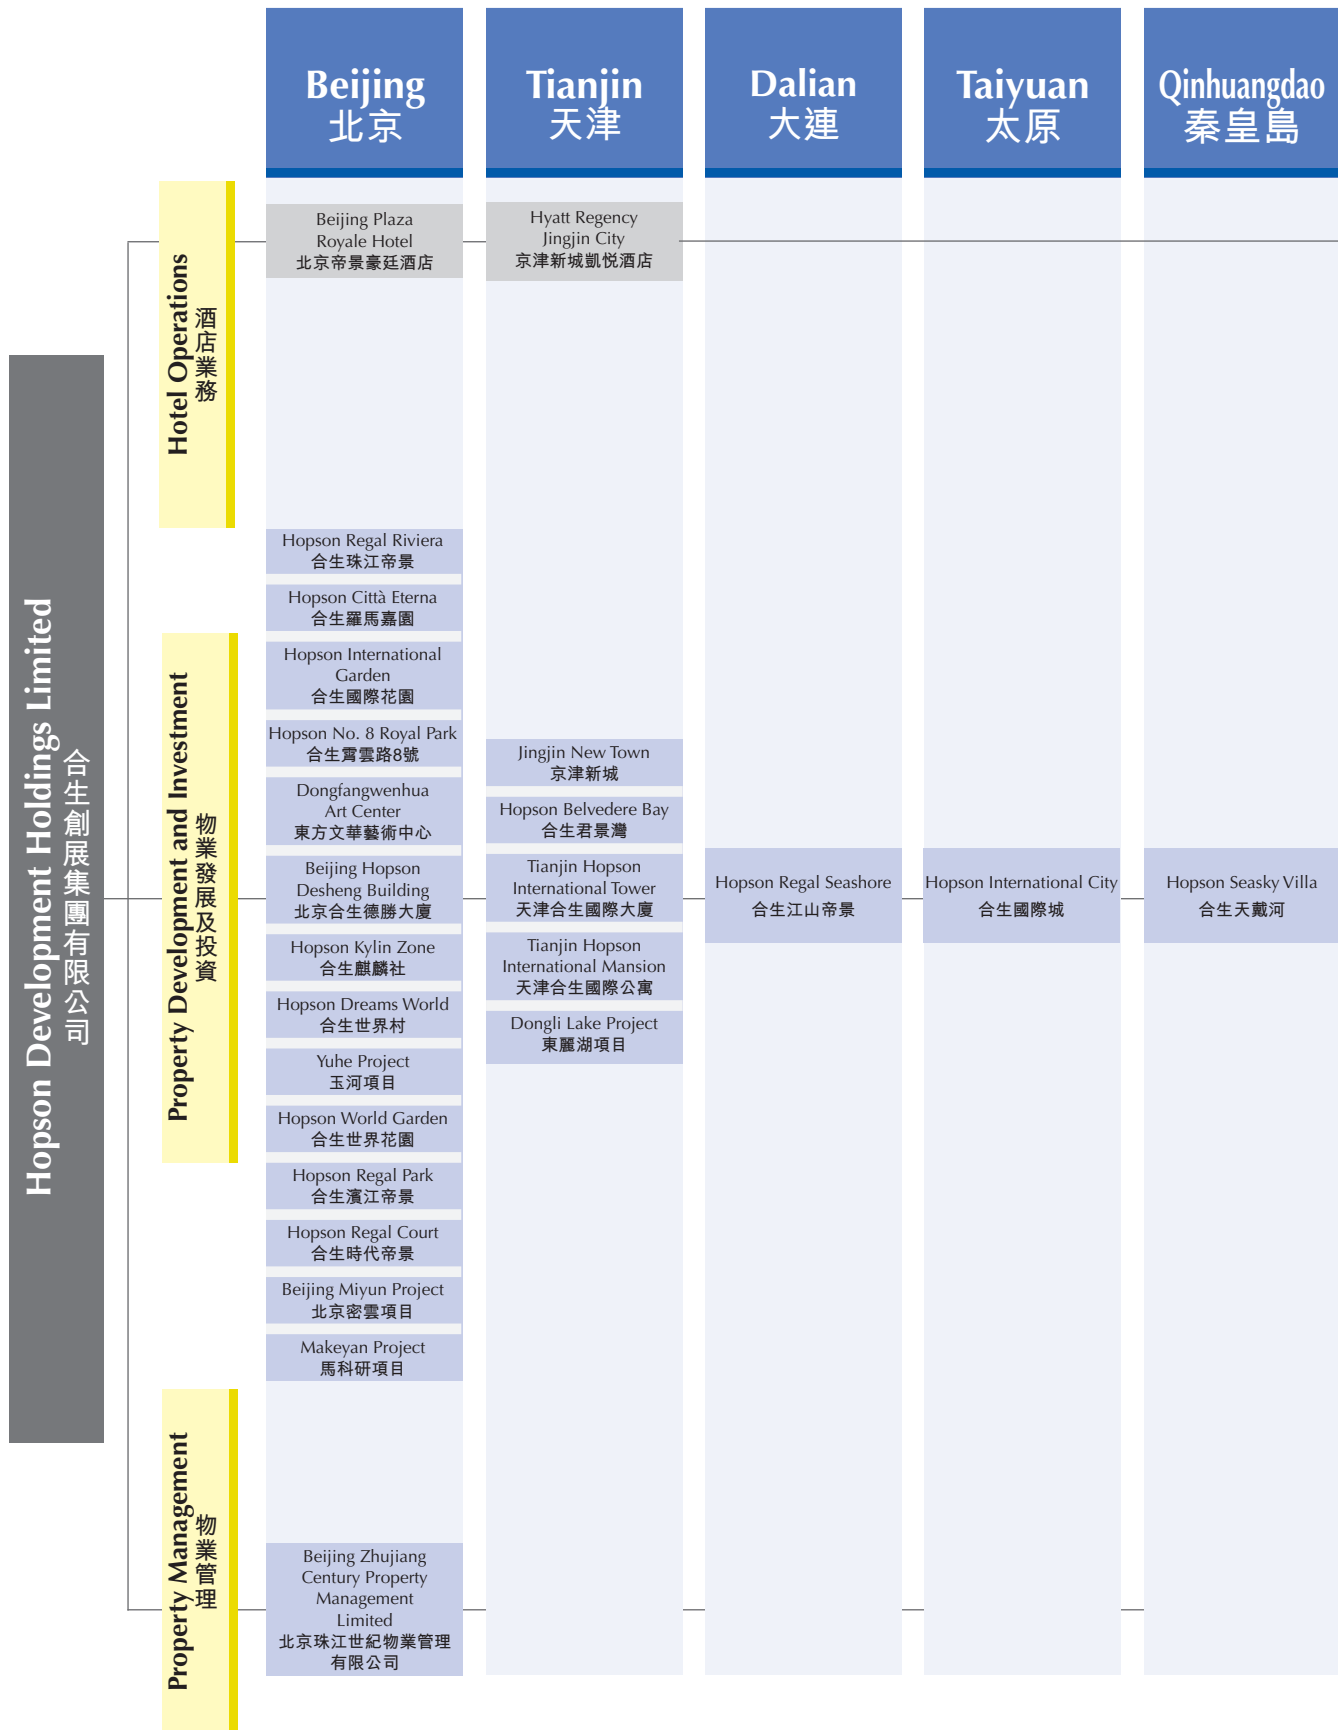 Beijing
北京
Tianjin
天津
Dalian
大連
Taiyuan
太原
Qinhuangdao
秦皇島
Hopson Development Holdings Limited
合生創展集團有限公司
Hotel Operations
酒店業務
Beijing Plaza
Royale Hotel
北京帝景豪廷酒店
Hyatt Regency
Jingjin City
京津新城凱悦酒店
Property Development and Investment
物業發展及投資
Hopson Regal Riviera
合生珠江帝景
Hopson Città Eterna
合生羅馬嘉園
Hopson International
Garden
合生國際花園
Hopson No. 8 Royal Park
合生霄雲路8號
Dongfangwenhua
Art Center
東方文華藝術中心
Beijing Hopson
Desheng Building
北京合生德勝大廈
Hopson Kylin Zone
合生麒麟社
Hopson Dreams World
合生世界村
Yuhe Project
玉河項目
Hopson World Garden
合生世界花園
Hopson Regal Park
合生濱江帝景
Hopson Regal Court
合生時代帝景
Beijing Miyun Project
北京密雲項目
Makeyan Project
馬科研項目
Jingjin New Town
京津新城
Hopson Belvedere Bay
合生君景灣
Tianjin Hopson
International Tower
天津合生國際大廈
Tianjin Hopson
International Mansion
天津合生國際公寓
Dongli Lake Project
東麗湖項目
Hopson Regal Seashore
合生江山帝景
Hopson International City
合生國際城
Hopson Seasky Villa
合生天戴河
Property Management
物業管理
Beijing Zhujiang
Century Property
Management
Limited
北京珠江世紀物業管理
有限公司